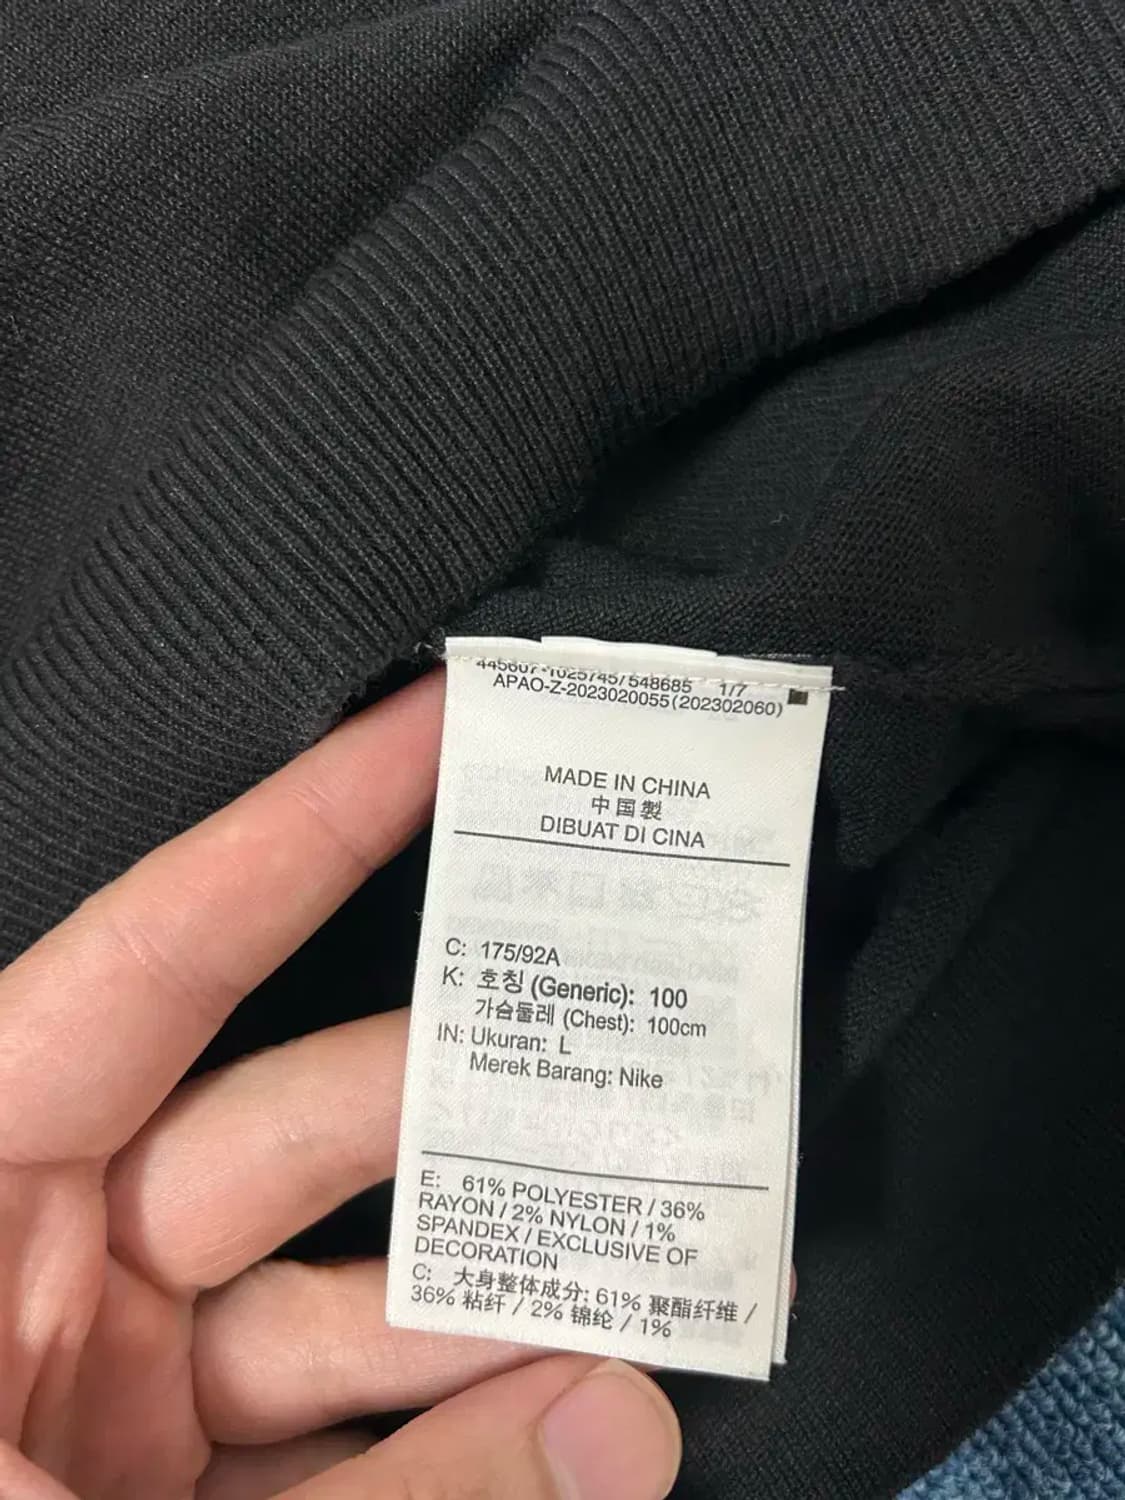 548685 1/7
APAO-Z-2023020055(202302060)
MADE IN CHINA
中国製
DIBUAT DI CINA
C: 175/92A
K: 호칭 (Generic): 100
가슴둘레 (Chest): 100cm
IN: Ukuran: L
Merek Barang: Nike
E: 61% POLYESTER / 36%
RAYON / 2% NYLON / 1%
SPANDEX / EXCLUSIVE OF
DECORATION
C: 大身整体成分: 61% 聚酯纤维 /
36% 粘纤 / 2% 锦纶 / 1%